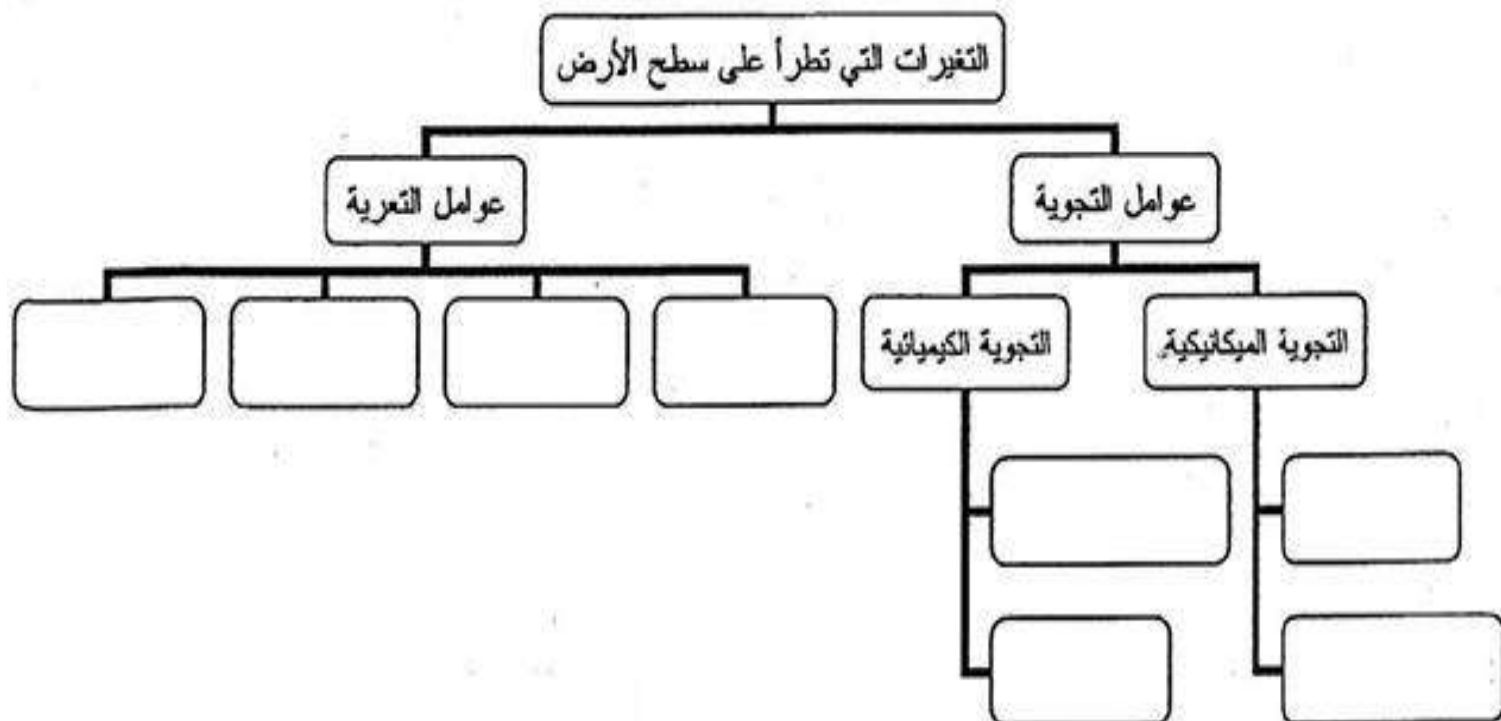 التغيرات التي تطرأ على سطح الأرض
عوامل التجوية
عوامل التعرية
التجوية الميكانيكية
التجوية الكيميائية